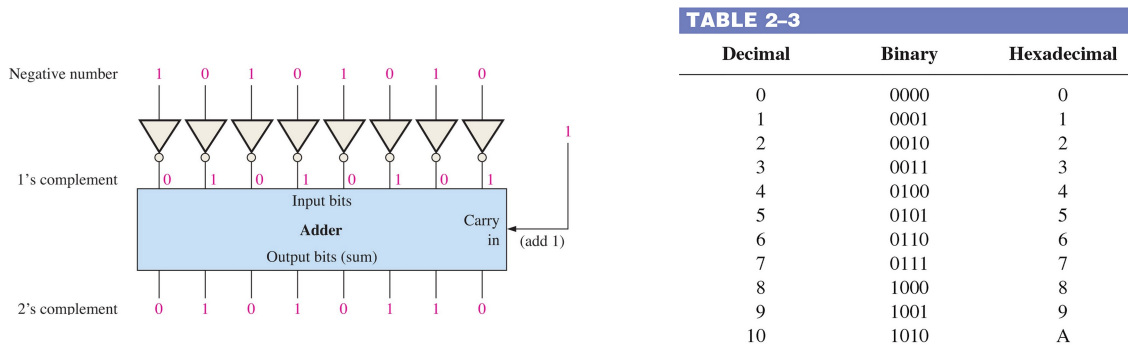 Negative number 1 0 1 0 1 0 1 0
1
1's complement 0 1 0 1 0 1 0 1
Input bits
Carry
Adder
in
(add 1)
Output bits (sum)
2's complement 0 1 0 1 0 1 1 0
TABLE 2–3
Decimal Binary Hexadecimal
0 0000 0
1 0001 1
2 0010 2
3 0011 3
4 0100 4
5 0101 5
6 0110 6
7 0111 7
8 1000 8
9 1001 9
10 1010 A